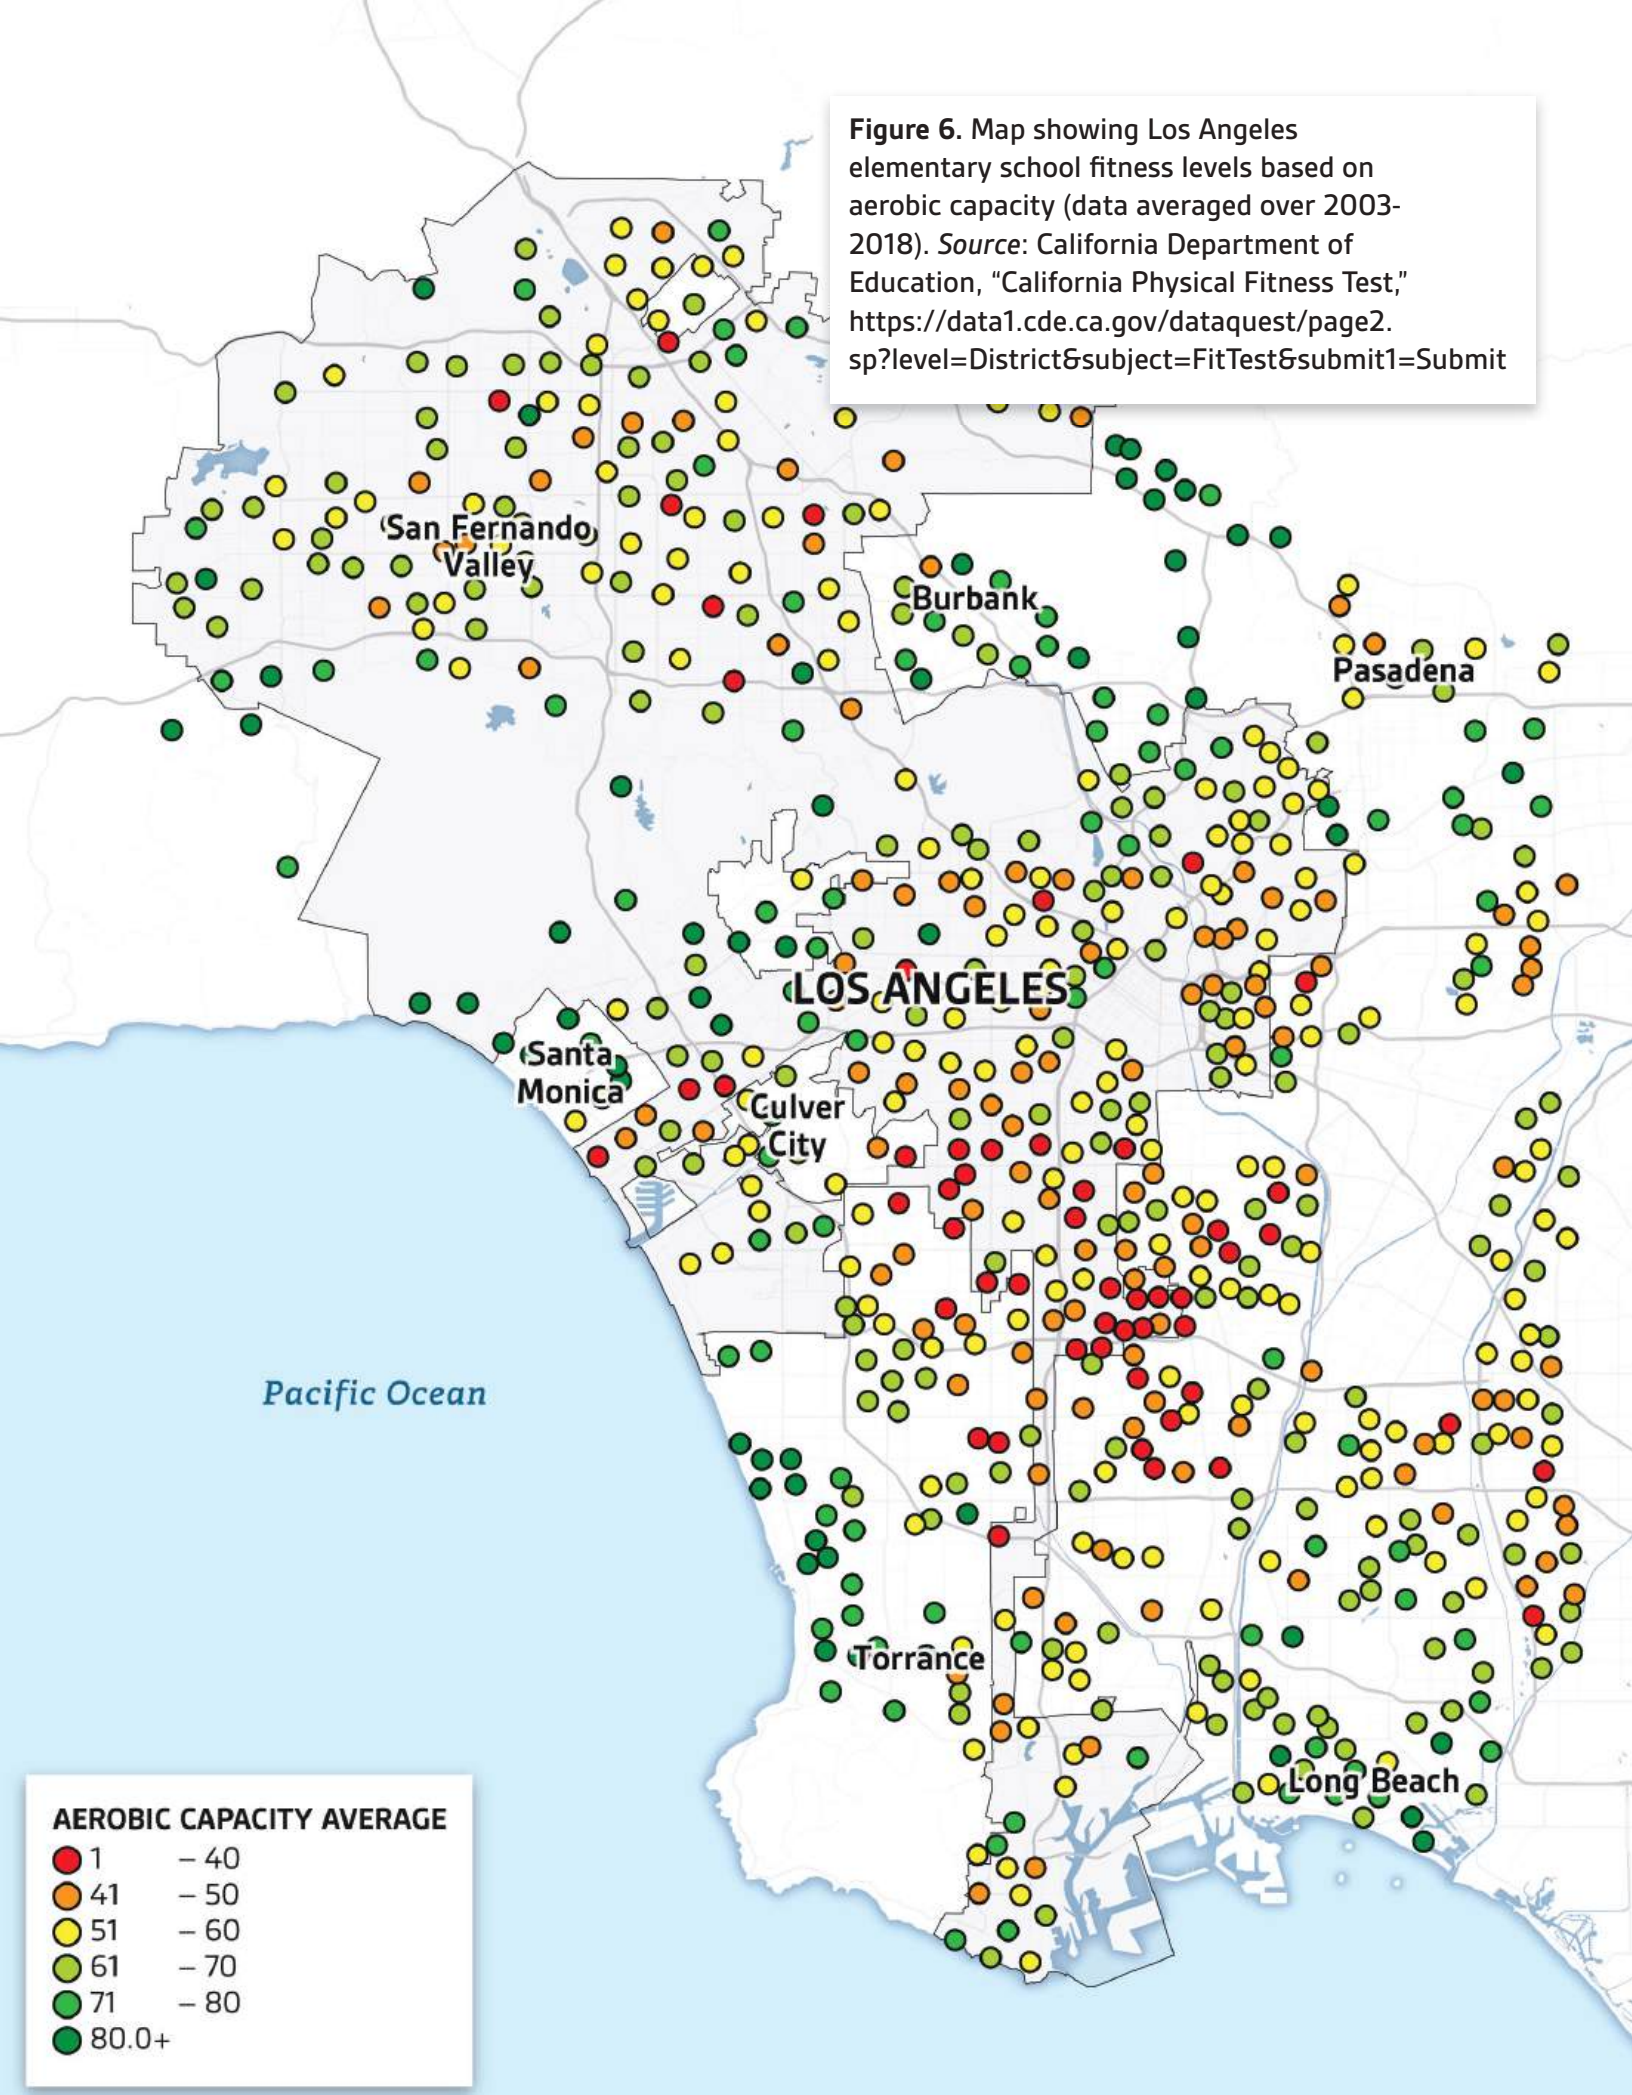 Figure 6. Map showing Los Angeles
elementary school fitness levels based on
aerobic capacity (data averaged over 2003-
2018). Source: California Department of
Education, “California Physical Fitness Test,”
https://data1.cde.ca.gov/dataquest/page2.
sp?level=District&subject=FitTest&submit1=Submit
San Fernando
Valley
Burbank
Pasadena
LOS ANGELES
Santa
Monica
Culver
City
Pacific Ocean
Torrance
Long Beach
AEROBIC CAPACITY AVERAGE
1 – 40
41 – 50
51 – 60
61 – 70
71 – 80
80.0+